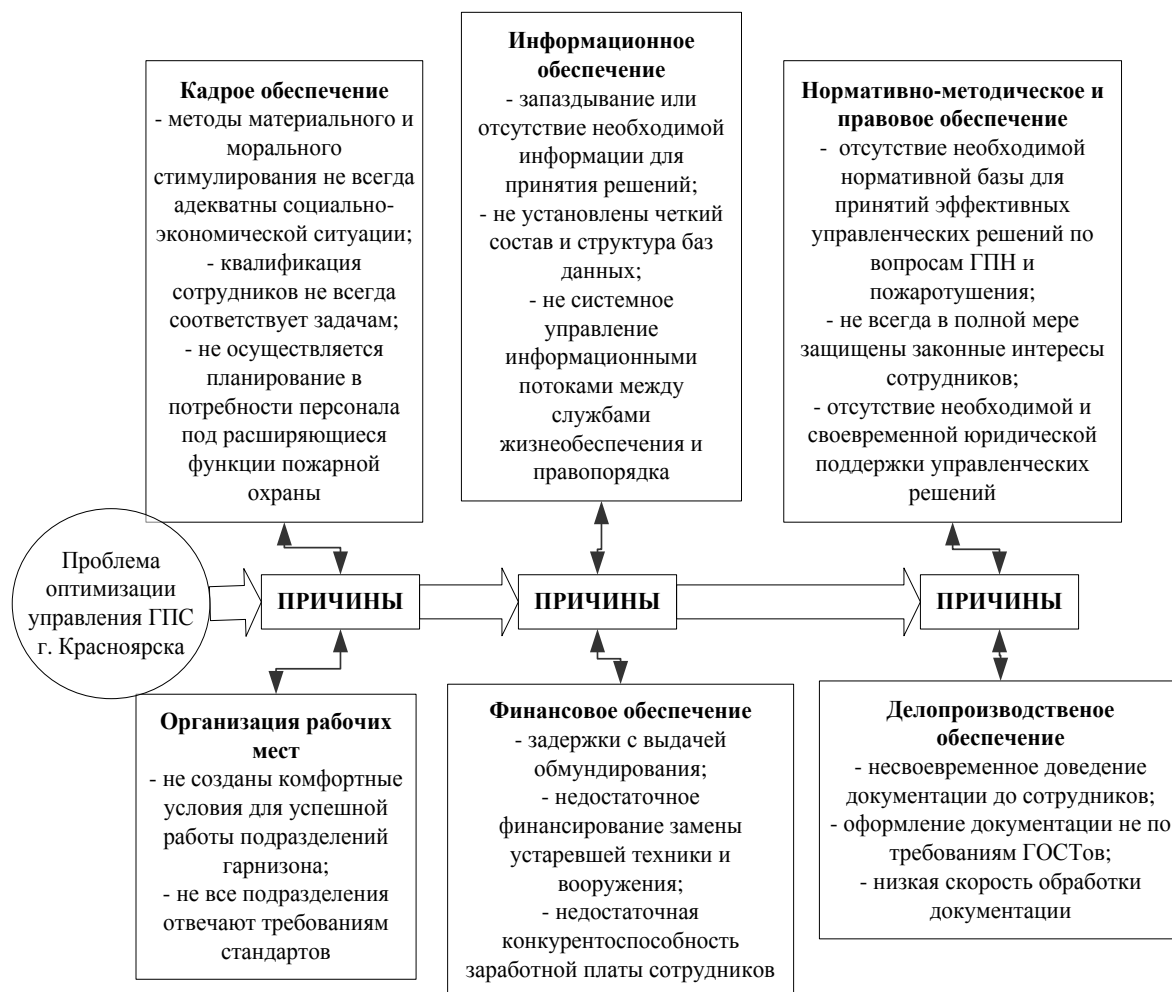 Кадрое обеспечение
- методы материального и
морального
стимулирования не всегда
адекватны социально-
экономической ситуации;
- квалификация
сотрудников не всегда
соответствует задачам;
- не осуществляется
планирование в
потребности персонала
под расширяющиеся
функции пожарной
охраны
Информационное
обеспечение
- запаздывание или
отсутствие необходимой
информации для
принятия решений;
- не установлены четкий
состав и структура баз
данных;
- не системное
управление
информационными
потоками между
службами
жизнеобеспечения и
правопорядка
Нормативно-методическое и
правовое обеспечение
- отсутствие необходимой
нормативной базы для
принятий эффективных
управленческих решений по
вопросам ГПН и
пожаротушения;
- не всегда в полной мере
защищены законные интересы
сотрудников;
- отсутствие необходимой и
своевременной юридической
поддержки управленческих
решений
Проблема
оптимизации
управления ГПС
г. Красноярска
ПРИЧИНЫ
ПРИЧИНЫ
ПРИЧИНЫ
Организация рабочих
мест
- не созданы комфортные
условия для успешной
работы подразделений
гарнизона;
- не все подразделения
отвечают требованиям
стандартов
Финансовое обеспечение
- задержки с выдачей
обмундирования;
- недостаточное
финансирование замены
устаревшей техники и
вооружения;
- недостаточная
конкурентоспособность
заработной платы сотрудников
Делопроизводственое
обеспечение
- несвоевременное доведение
документации до сотрудников;
- оформление документации не по
требованиям ГОСТов;
- низкая скорость обработки
документации